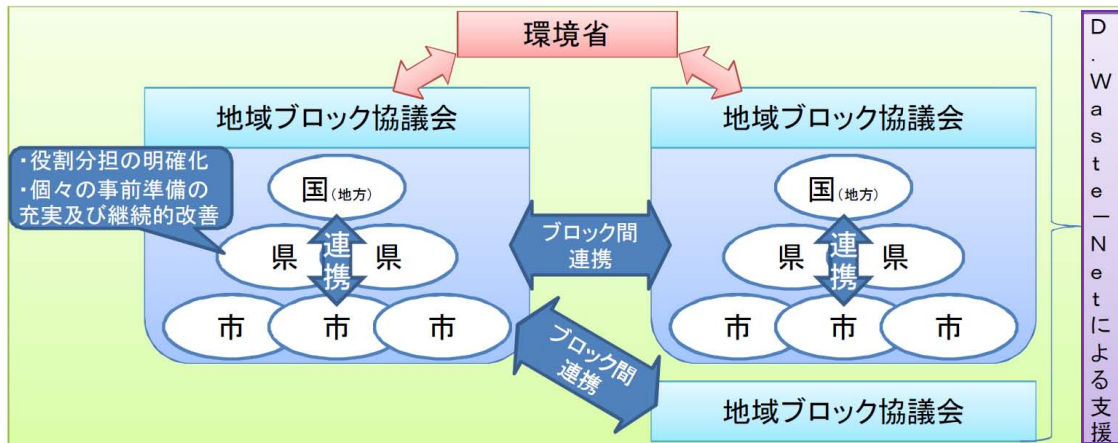 環境省
地域ブロック協議会
地域ブロック協議会
・役割分担の明確化
・個々の事前準備の
充実及び継続的改善
国(地方)
県
県
連携
市
市
市
ブロック間
連携
国(地方)
県
県
連携
市
市
市
ブロック間
連携
地域ブロック協議会
D.Waste－Netによる支援